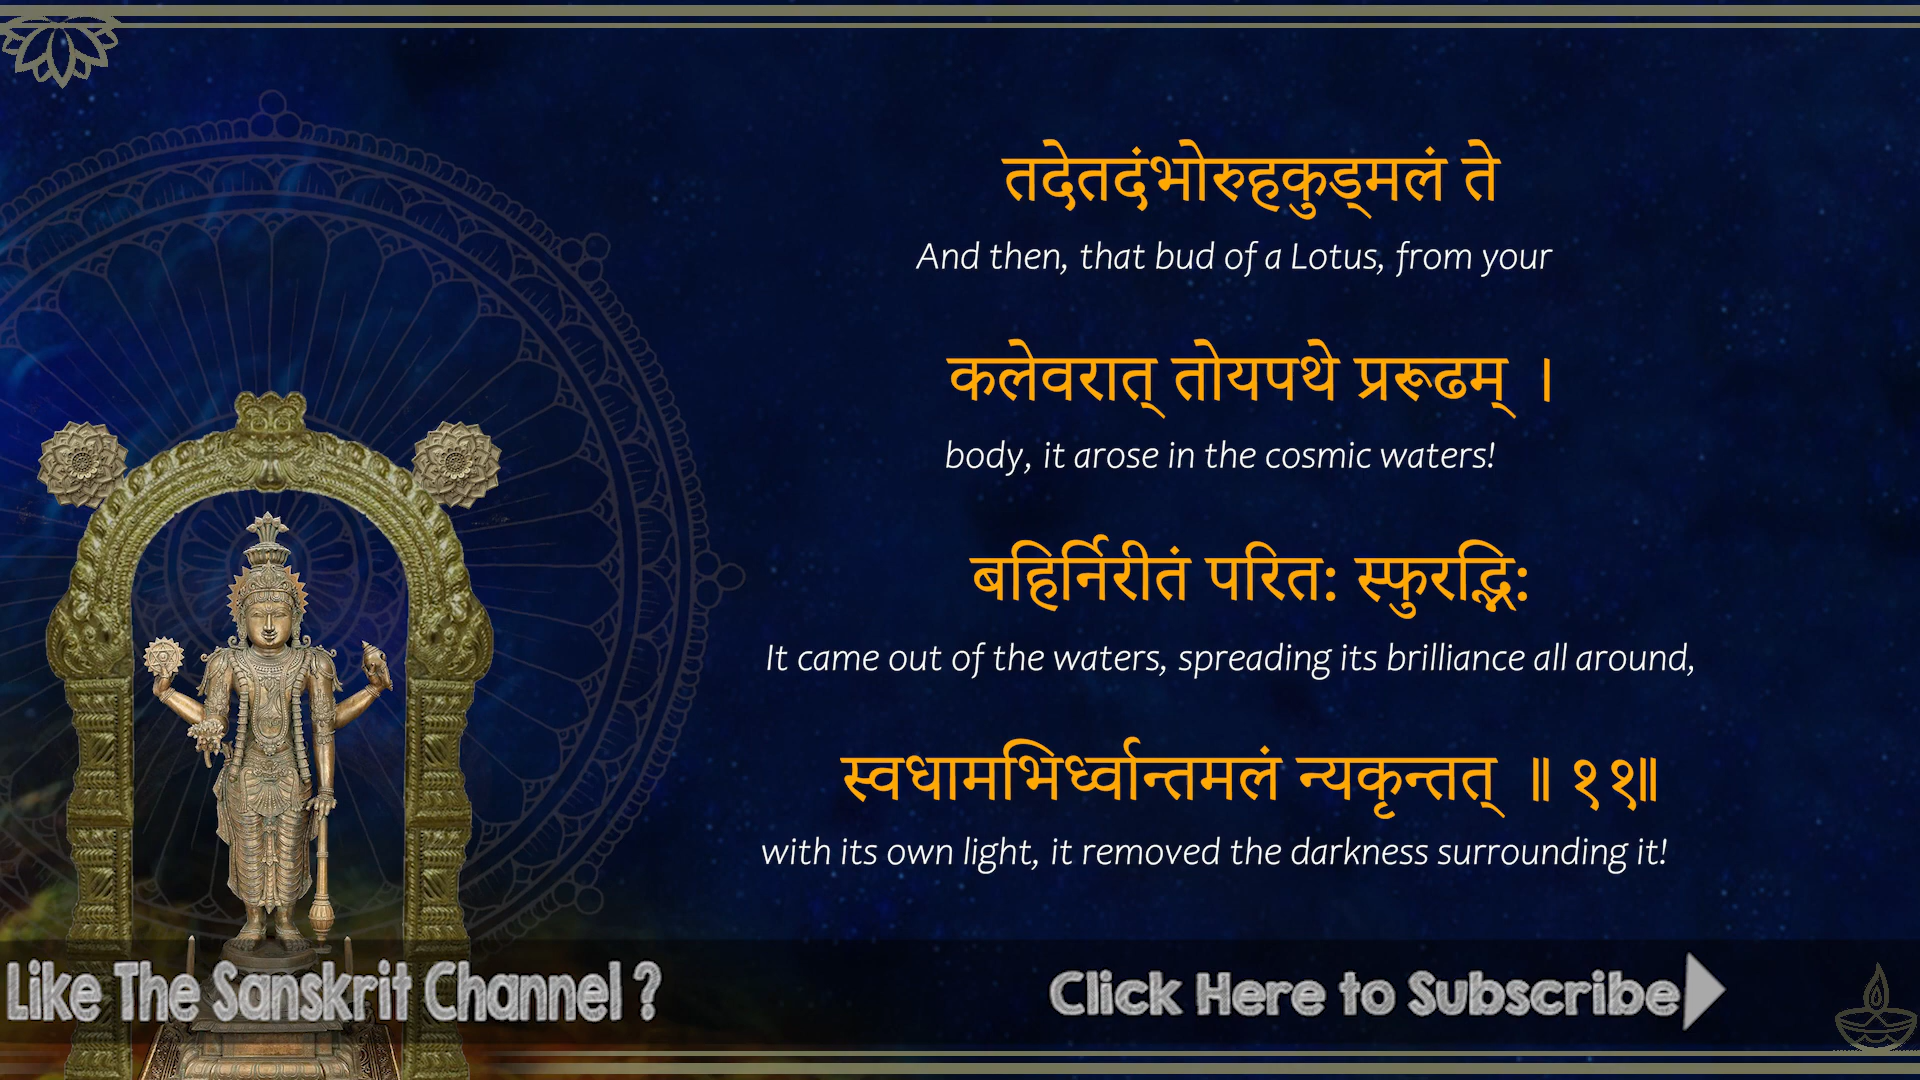 तदेतदंभोरुहकुड्मलं ते
And then, that bud of a Lotus, from your
कलेवरात् तोयपथे प्ररूढम् ।
body, it arose in the cosmic waters!
बहिर्निरीतं परित: स्फुरद्भि:
It came out of the waters, spreading its brilliance all around,
स्वधामभिर्ध्वान्तमलं न्यकृन्तत् ॥ ११॥
with its own light, it removed the darkness surrounding it!
Like The Sanskrit Channel ?
Click Here to Subscribe